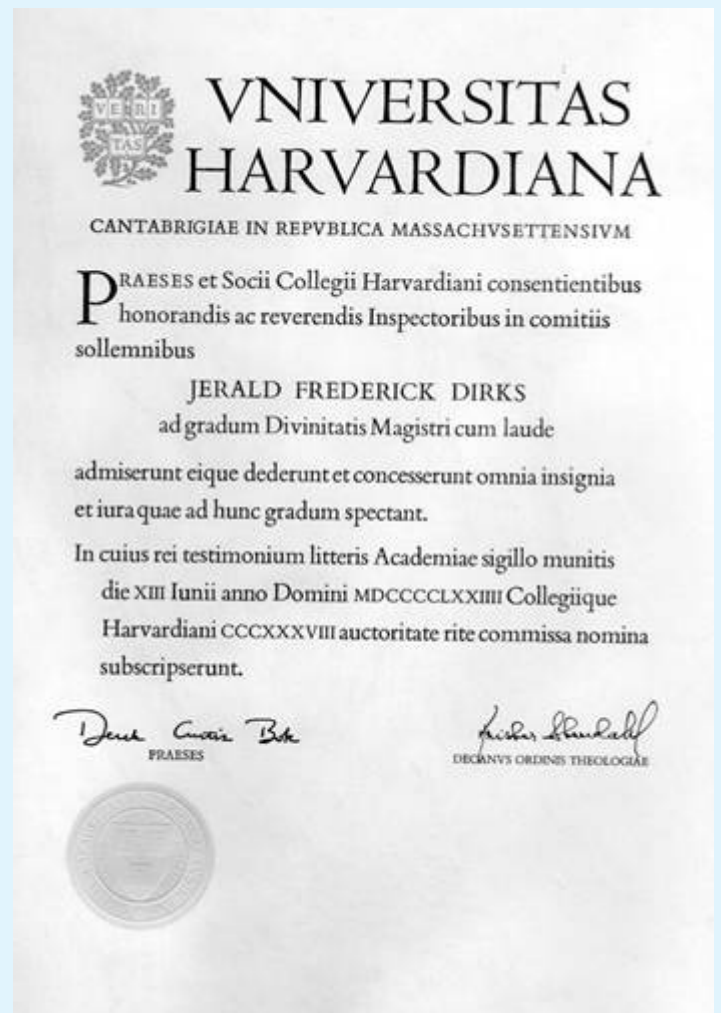 VERI
TAS
VNIVERSITAS
HARVARDIANA
CANTABRIGIAE IN REPVBLICA MASSACHVSETTENSIVM
PRAESES et Socii Collegii Harvardiani consentientibus
honorandis ac reverendis Inspectoribus in comitiis
sollemnibus
JERALD FREDERICK DIRKS
ad gradum Divinitatis Magistri cum laude
admiserunt eique dederunt et concesserunt omnia insignia
et iura quae ad hunc gradum spectant.
In cuius rei testimonium litteris Academiae sigillo munitis
die XIII Iunii anno Domini MDCCCCLXXIIII Collegiique
Harvardiani CCCXXXVIII auctoritate rite commissa nomina
subscripserunt.
Derek Curtis Bok
PRAESES
DECANVS ORDINIS THEOLOGIAE